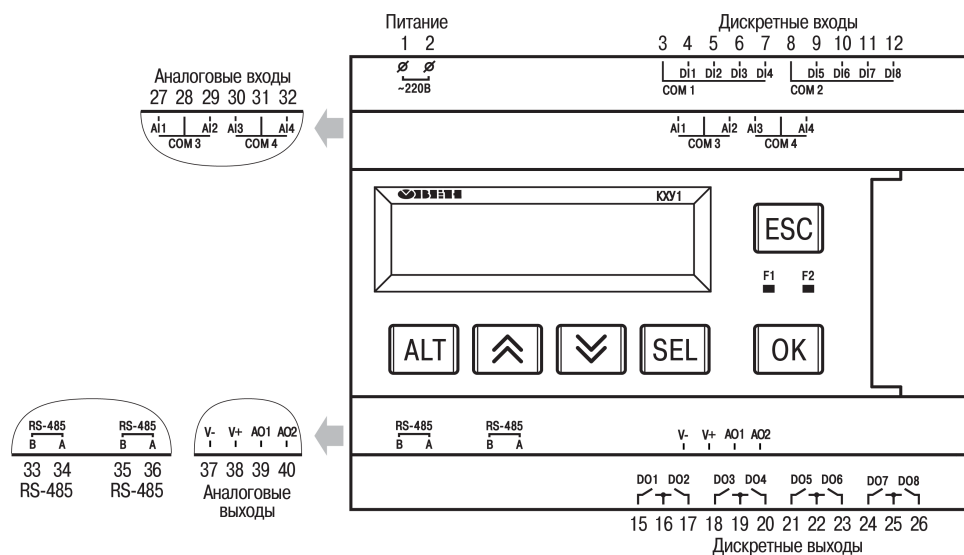 Питание
1 2
~220В
Дискретные входы
3 4 5 6 7 8 9 10 11 12
DI1 DI2 DI3 DI4 DI5 DI6 DI7 DI8
COM 1 COM 2
Аналоговые входы
27 28 29 30 31 32
AI1 AI2 AI3 AI4
COM 3 COM 4
AI1 AI2 AI3 AI4
COM 3 COM 4
ОВЕН КХУ1
ESC
F1 F2
ALT SEL OK
RS-485 RS-485
B A B A
33 34 35 36
RS-485 RS-485
V- V+ AO1 AO2
37 38 39 40
Аналоговые
выходы
RS-485 RS-485
B A B A
V- V+ AO1 AO2
DO1 DO2 DO3 DO4 DO5 DO6 DO7 DO8
15 16 17 18 19 20 21 22 23 24 25 26
Дискретные выходы